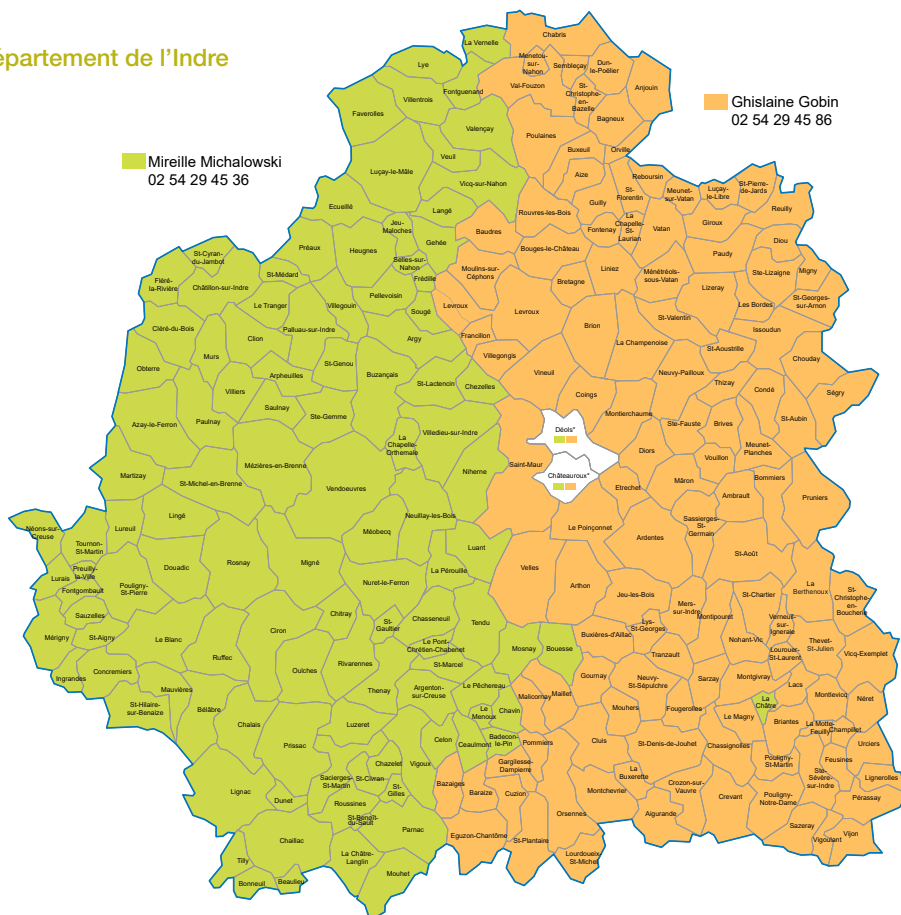 épartement de l'Indre
Mireille Michalowski
02 54 29 45 36
Ghislaine Gobin
02 54 29 45 86
La Vernelle
Chabris
Lye
Menetou-
sur-
Nahon
Sembleçay
Dun-
le-Poëlier
Fontguenand
Villentrois
Val-Fouzon
St-
Christophe-
en-
Bazelle
Anjouin
Faverolles
Bagneux
Valençay
Poulaines
Orville
Veuil
Buxeuil
Luçay-le-Mâle
Aize
Reboursin
Vicq-sur-Nahon
St-
Florentin
Meunet-
sur-Vatan
Luçay-
le-Libre
St-Pierre-
de-Jards
Ecueillé
Langé
Rouvres-les-Bois
Guilly
Reuilly
Jeu-
Maloches
La
Chapelle-
St-
Laurian
Fontenay
Vatan
Giroux
Préaux
Heugnes
Gehée
Baudres
Bouges-le-Château
Diou
St-Cyran-
du-Jambot
Selles-
sur-
Nahon
Liniez
Paudy
St-Médard
Frédille
Moulins-sur-
Céphons
Bretagne
Ménétréols-
sous-Vatan
Ste-Lizaigne
Migny
Fléré-
la-Rivière
Châtillon-sur-Indre
Pellevoisin
Lizeray
St-Georges-
sur-Arnon
Le Tranger
Villegouin
Sougé
Levroux
Levroux
Les Bordes
Cléré-du-Bois
Palluau-sur-Indre
St-Valentin
Issoudun
Clion
Argy
Francillon
Brion
La Champenoise
St-Aoustrille
Murs
St-Genou
Villegongis
Chouday
Obterre
Arpheuilles
Buzançais
Vineuil
Neuvy-Pailloux
Villiers
St-Lactencin
Chezelles
Thizay
Condé
Ségry
Saulnay
Coings
Azay-le-Ferron
Paulnay
Ste-Gemme
Montierchaume
Ste-Fauste
Brives
St-Aubin
Villedieu-sur-Indre
Déols*
La
Chapelle-
Orthemale
Diors
Vouillon
Meunet-
Planches
Mézières-en-Brenne
Saint-Maur
Martizay
Niherne
Châteauroux*
Bommiers
St-Michel-en-Brenne
Vendoeuvres
Etrechet
Mâron
Ambrault
Pruniers
Lingé
Neuillay-les-Bois
Sassierges-
St-
Germain
Néons-sur-
Creuse
Lureuil
Méobecq
Le Poinçonnet
Ardentes
Tournon-
St-Martin
Luant
St-Août
Douadic
Rosnay
Migné
Velles
Preuilly-
la-Ville
La Pérouille
La
Berthenoux
St-
Christophe-
en-
Boucherie
Lurais
Nuret-le-Ferron
Arthon
Fontgombault
Pouligny-
St-Pierre
Jeu-les-Bois
St-Chartier
Mers-
sur-Indre
Sauzelles
Chitray
Chasseneuil
Lys-
St-Georges
Montipouret
Verneuil-
sur-
Igneraie
St-
Gaultier
Tendu
Mérigny
St-Aigny
Le Blanc
Ciron
Buxières-d'Aillac
Nohant-Vic
Thevet-
St-Julien
Le Pont-
Chrétien-Chabenet
Mosnay
Bouesse
Lourouer-
St-Laurent
Vicq-Exemplet
Ruffec
Rivarennes
St-Marcel
Tranzault
Ingrandes
Concremiers
Oulches
Gournay
Neuvy-
St-Sépulchre
Sarzay
Montgivray
Lacs
Mauvières
Thenay
Argenton-
sur-Creuse
Le Pêchereau
Malicornay
Maillet
Montlevicq
Néret
St-Hilaire-
sur-Benaize
Bélâbre
Le
Menoux
Chavin
Mouhers
Fougerolles
La
Châtre
Le Magny
Briantes
La Motte-
Feuilly
Champillet
Chalais
Luzeret
Celon
Badecon-
le-Pin
Pommiers
Cluis
St-Denis-de-Jouhet
Chassignolles
Urciers
Prissac
Ceaulmont
Pouligny-
St-Martin
Feusines
Vigoux
Gargilesse-
Dampierre
Chazelet
La
Buxerette
Ste-
Sévère-
sur-Indre
Lignerolles
Sacierges-
St-Martin
St-Civran
St-
Gilles
Bazaiges
Baraize
Cuzion
Montchevrier
Crozon-sur-
Vauvre
Crevant
Pouligny-
Notre-Dame
Pérassay
Lignac
Dunet
Roussines
Orsennes
Aigurande
St-Benoît-
du-Sault
Parnac
Sazeray
Vijon
Chaillac
Eguzon-Chantôme
St-Plantaire
Vigoulant
La Châtre-
Langlin
Lourdoueix-
St-Michel
Tilly
Mouhet
Bonneuil
Beaulieu